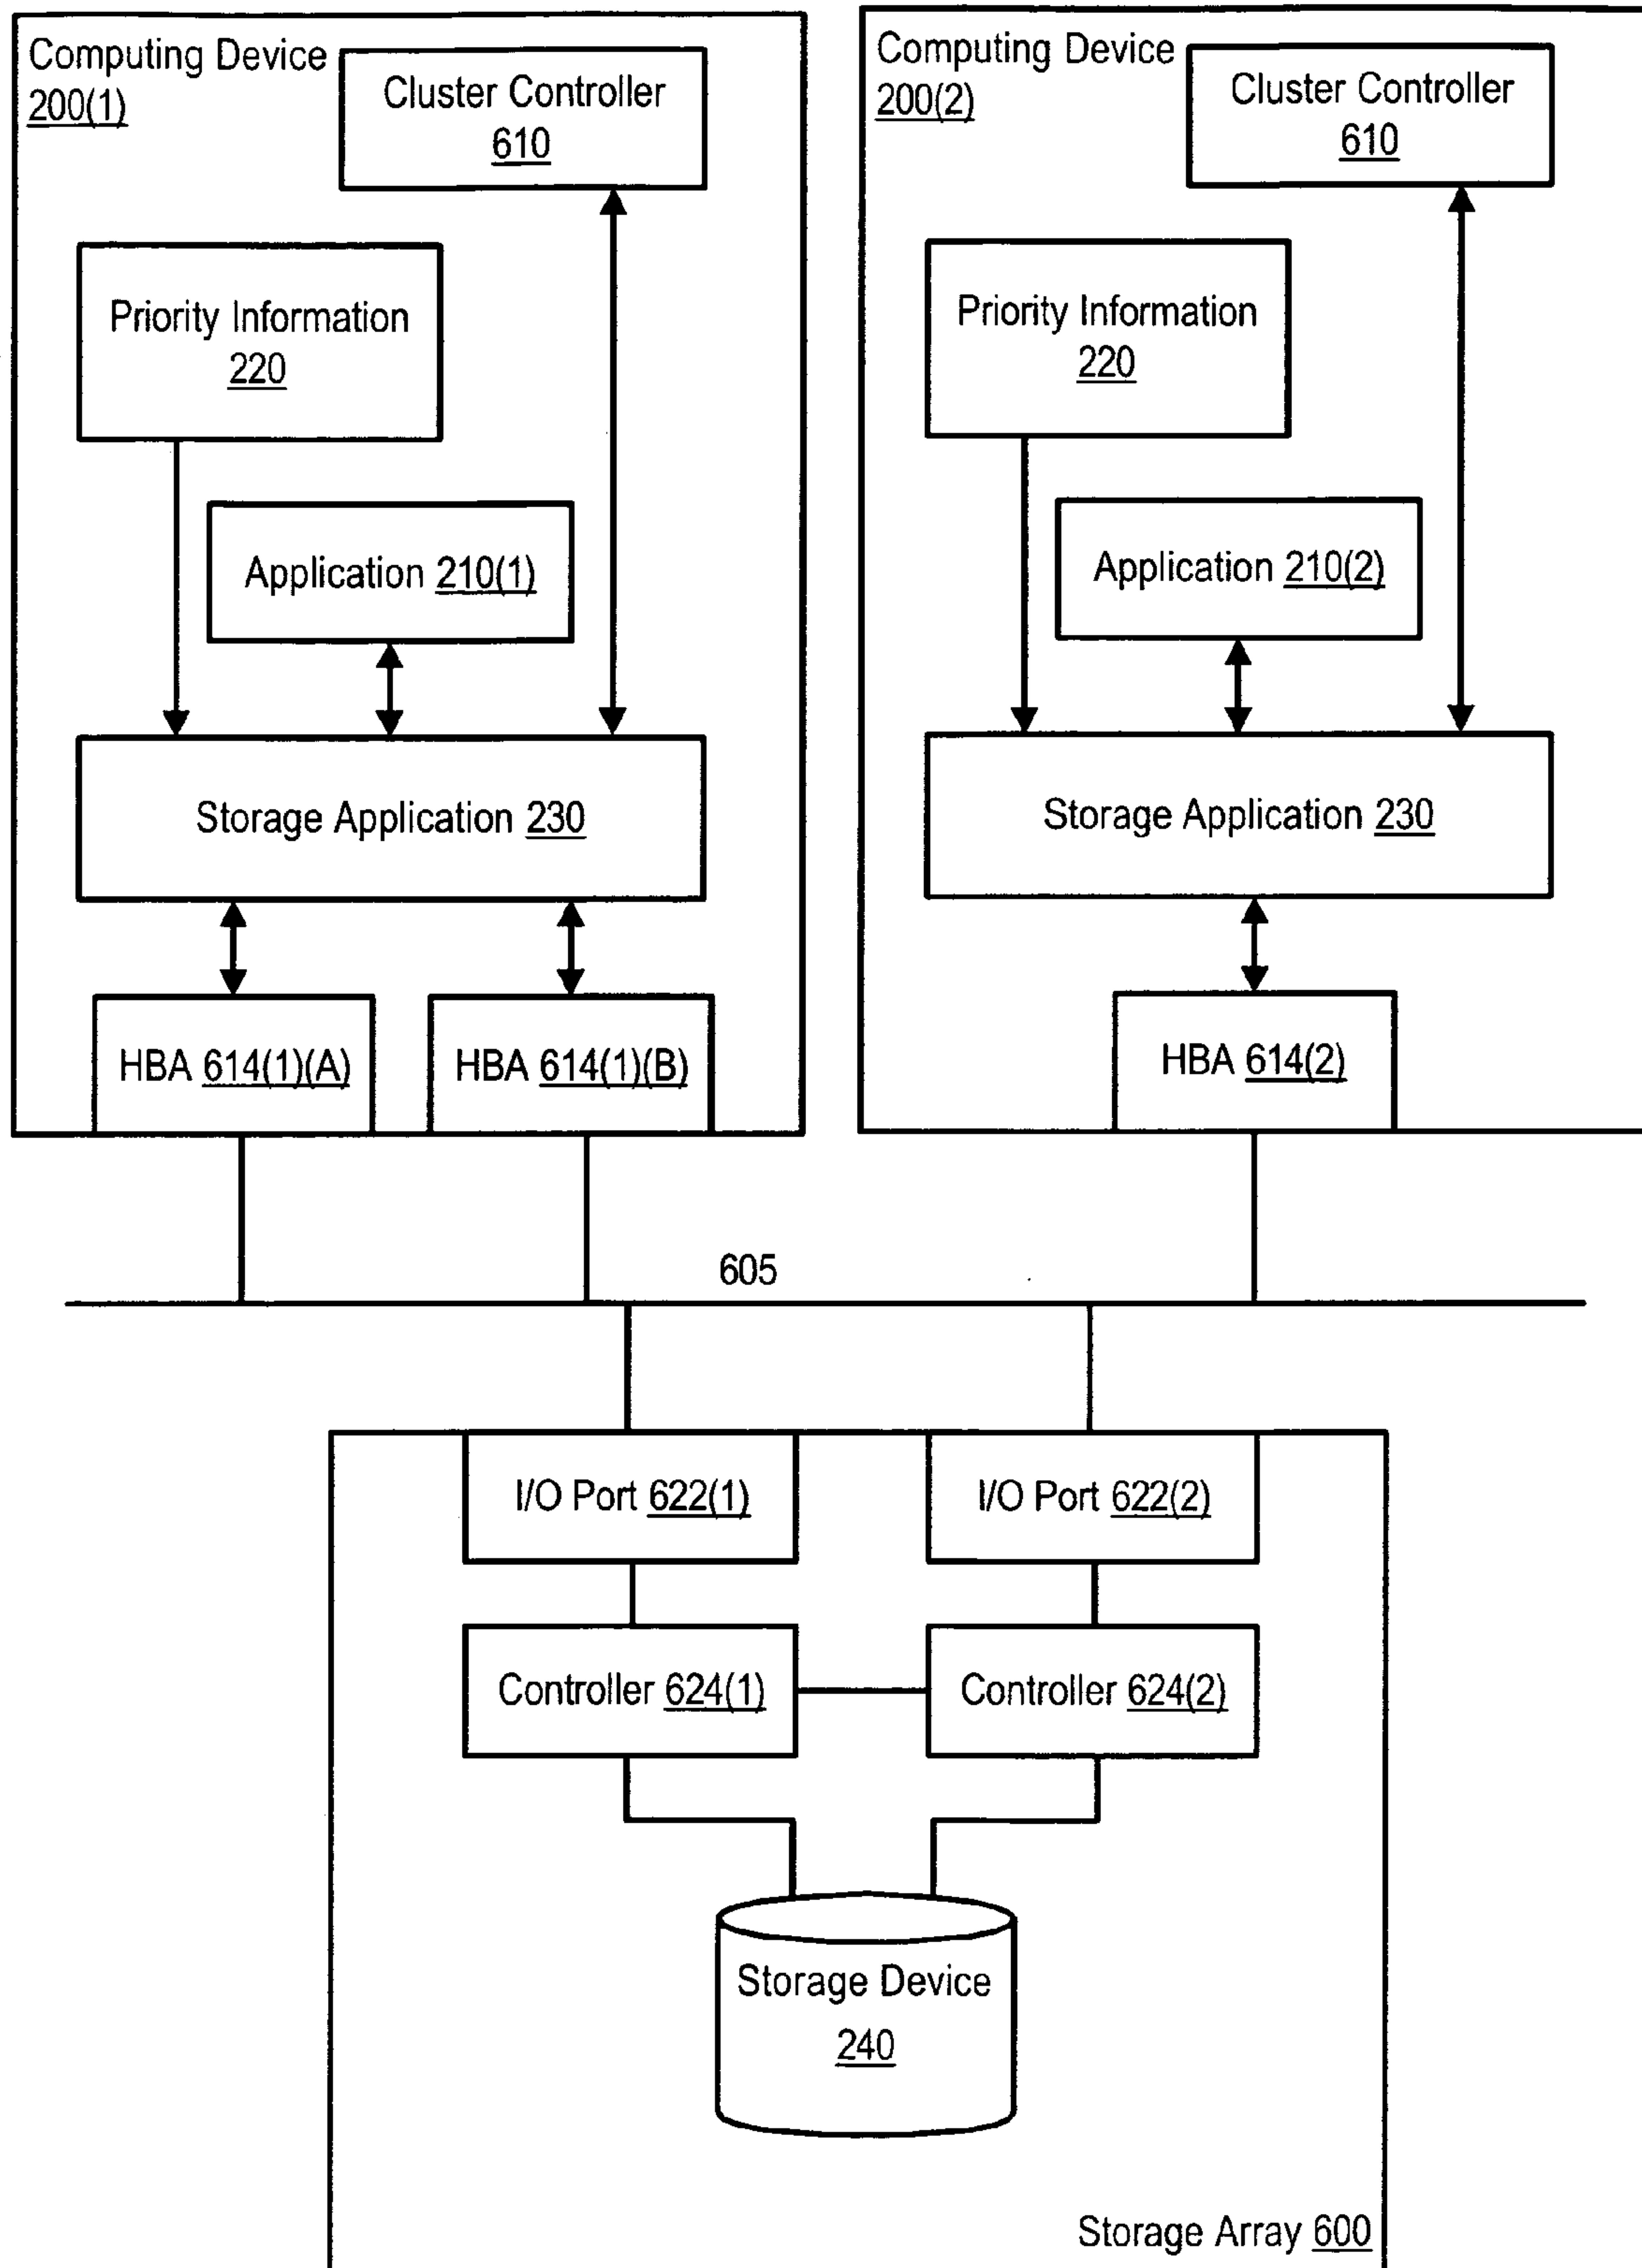 Computing Device
200(1)
Cluster Controller
610
Priority Information
220
Application 210(1)
Storage Application 230
HBA 614(1)(A)
HBA 614(1)(B)
Computing Device
200(2)
Cluster Controller
610
Priority Information
220
Application 210(2)
Storage Application 230
HBA 614(2)
605
I/O Port 622(1)
I/O Port 622(2)
Controller 624(1)
Controller 624(2)
Storage Device
240
Storage Array 600